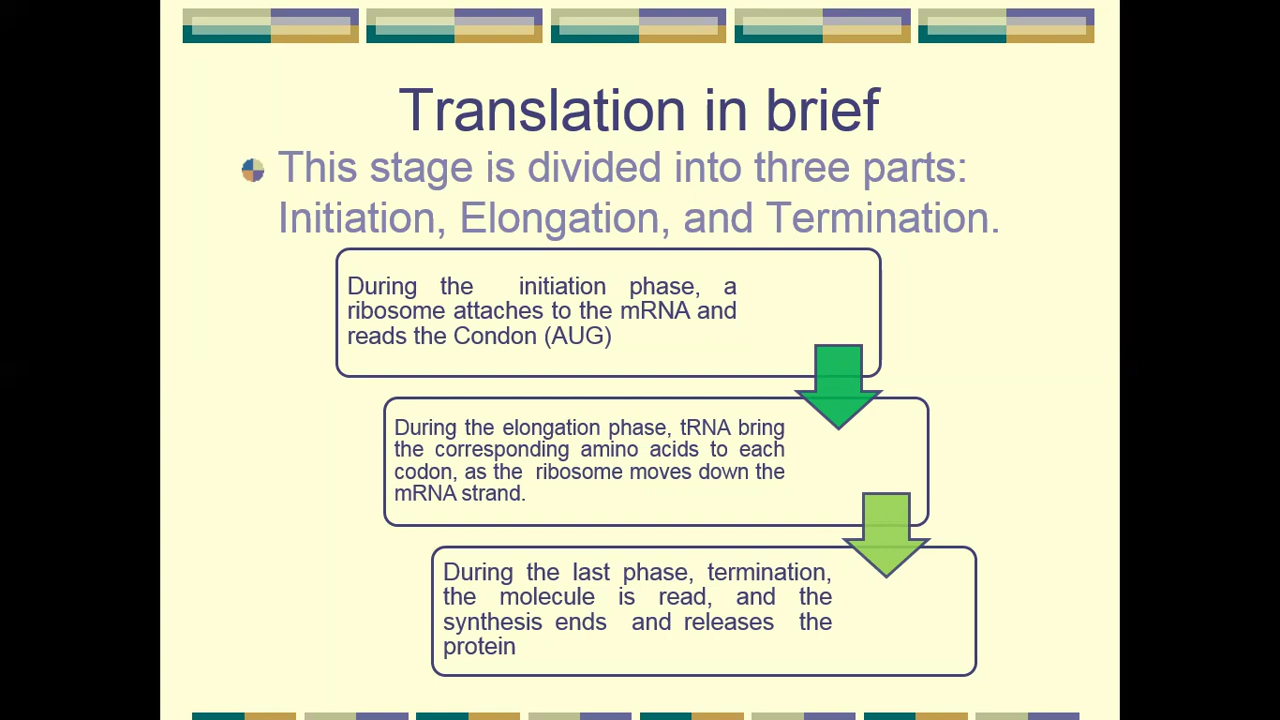 Translation in brief
This stage is divided into three parts:
Initiation, Elongation, and Termination.
During the initiation phase, a
ribosome attaches to the mRNA and
reads the Condon (AUG)
During the elongation phase, tRNA bring
the corresponding amino acids to each
codon, as the ribosome moves down the
mRNA strand.
During the last phase, termination,
the molecule is read, and the
synthesis ends and releases the
protein